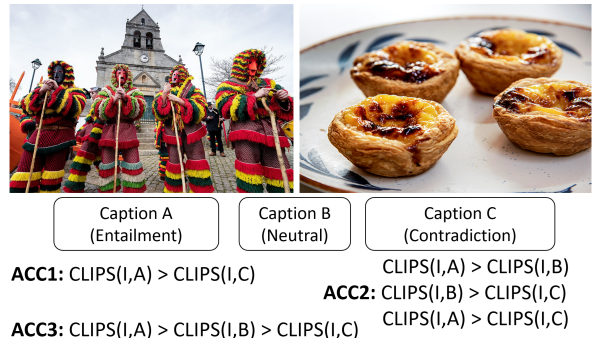 Caption A
(Entailment)
Caption B
(Neutral)
Caption C
(Contradiction)
ACC1: CLIPS(I,A) > CLIPS(I,C)
CLIPS(I,A) > CLIPS(I,B)
ACC2: CLIPS(I,B) > CLIPS(I,C)
CLIPS(I,A) > CLIPS(I,C)
ACC3: CLIPS(I,A) > CLIPS(I,B) > CLIPS(I,C)